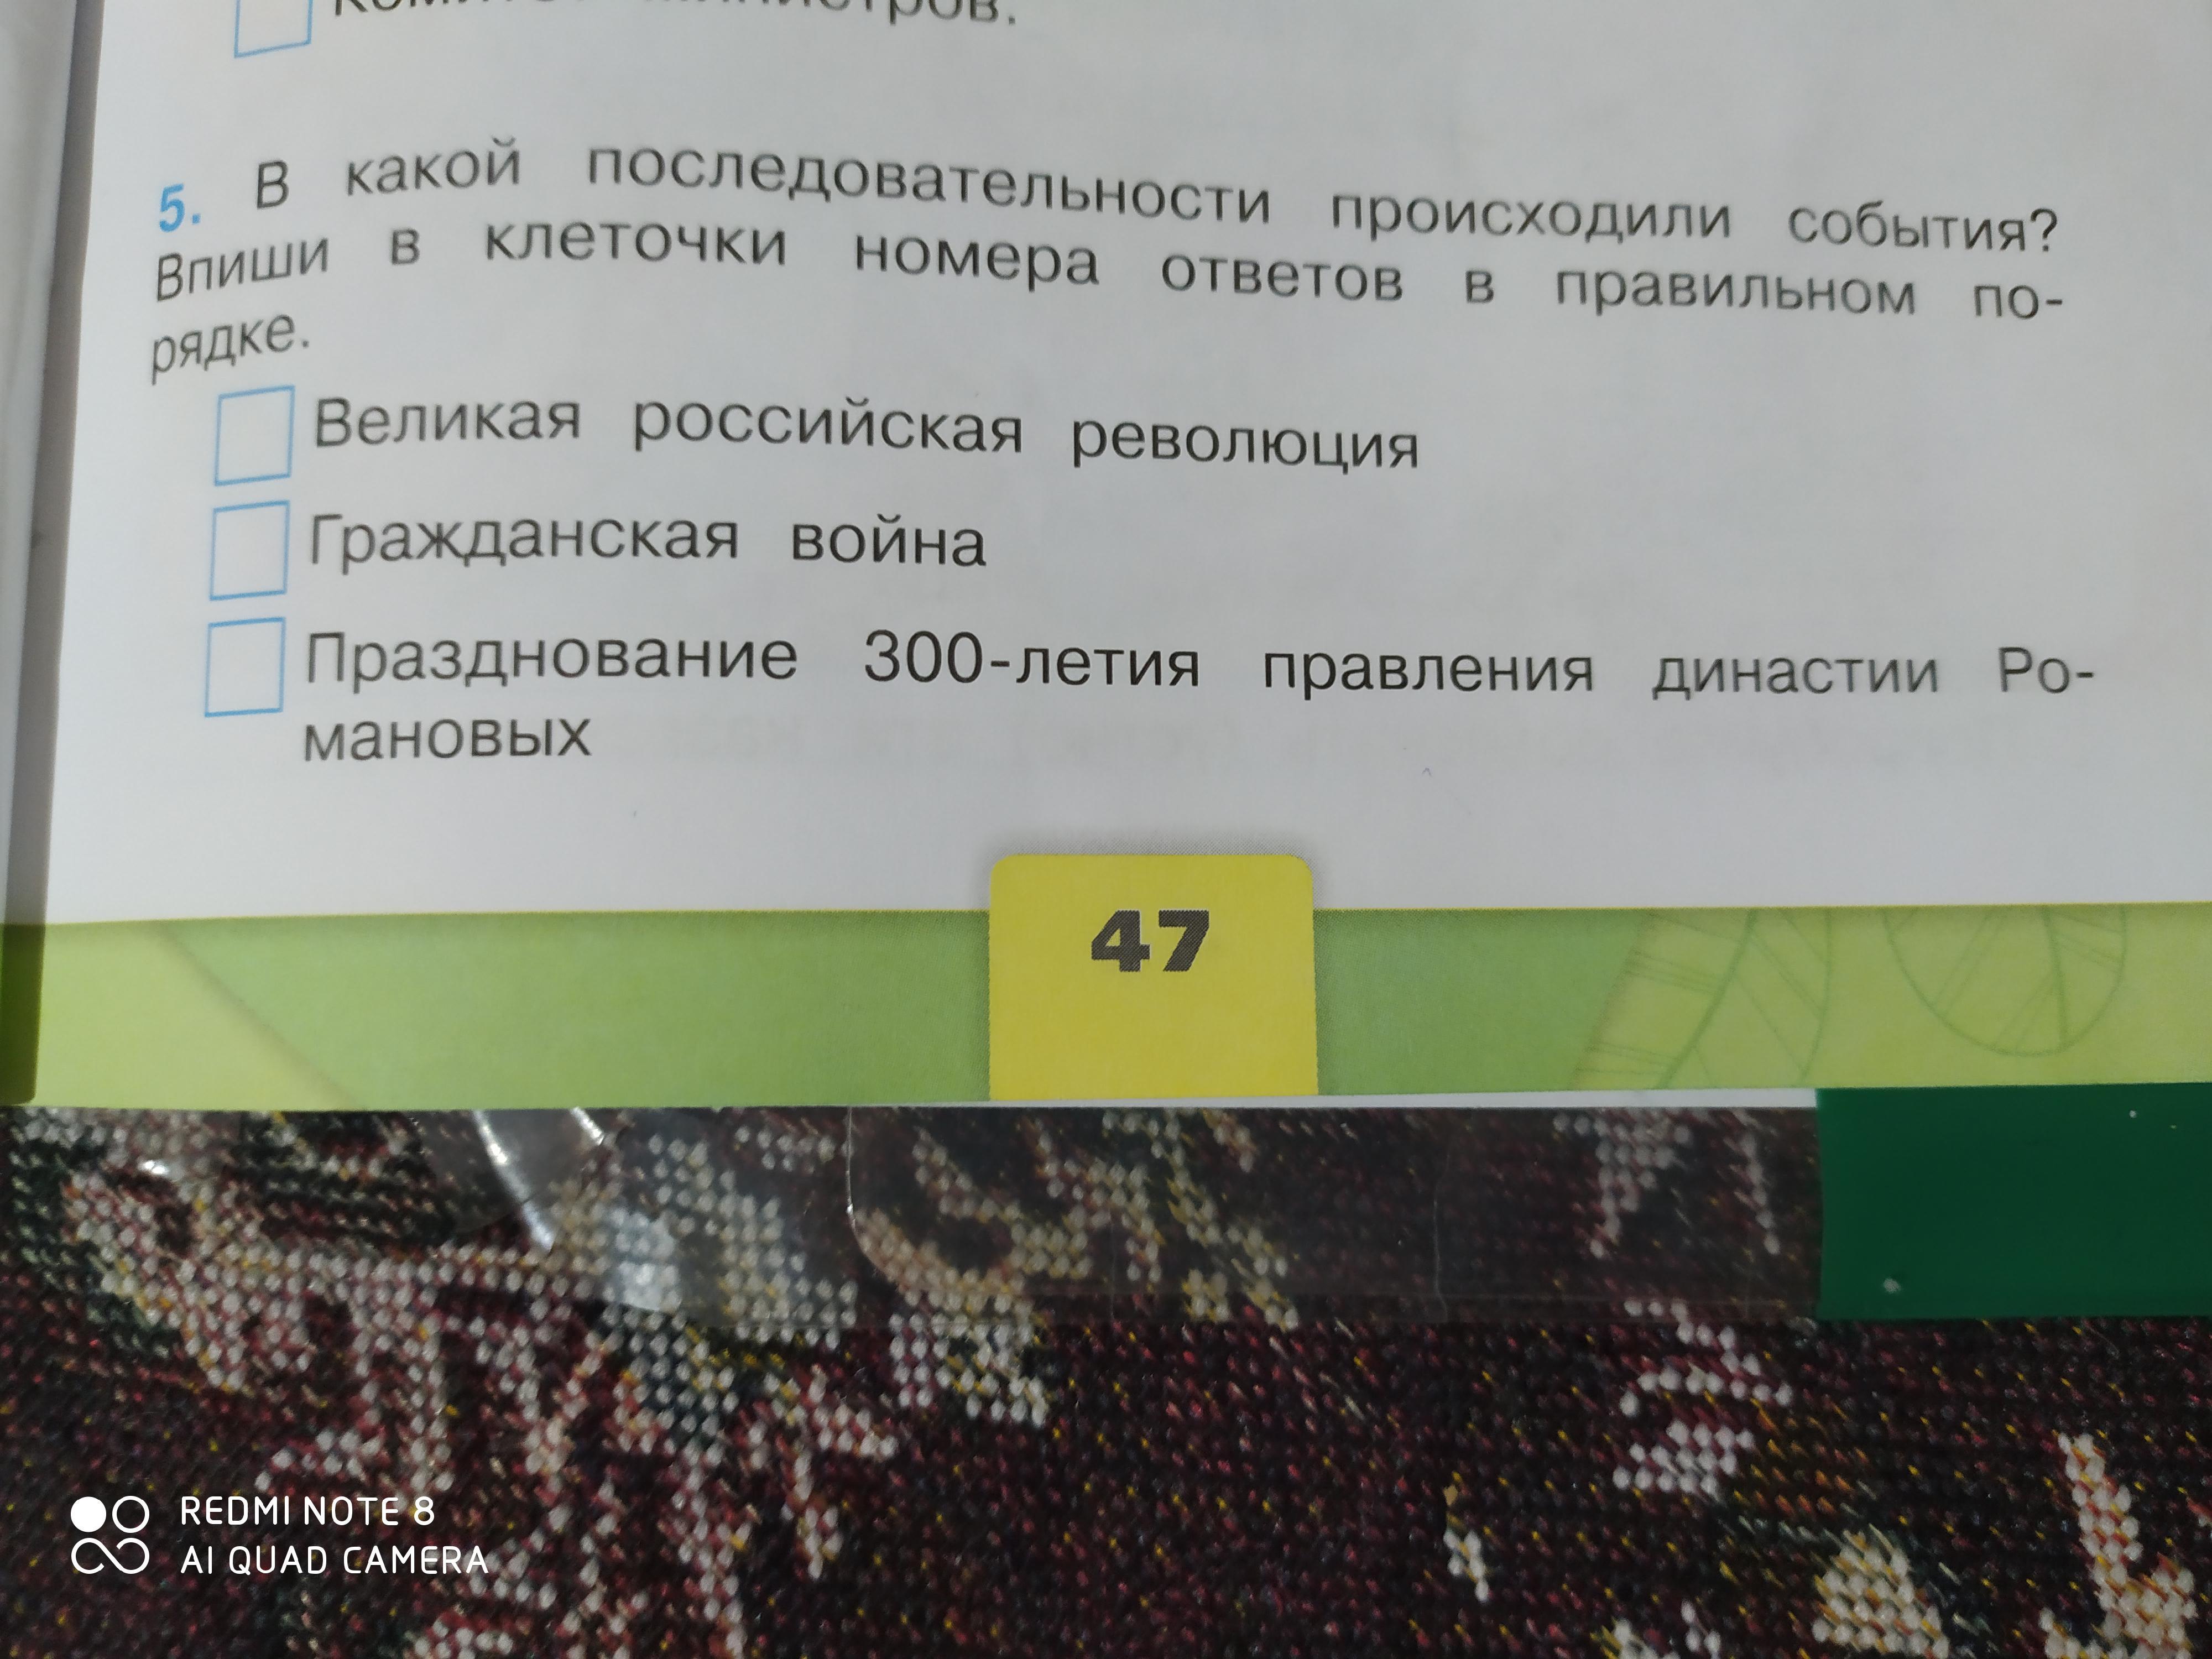 5. В какой последовательности происходили события?
Впиши в клеточки номера ответов в правильном по-
рядке.
Великая российская революция
Гражданская война
Празднование 300-летия правления династии Ро-
мановых
47
REDMI NOTE 8
AI QUAD CAMERA